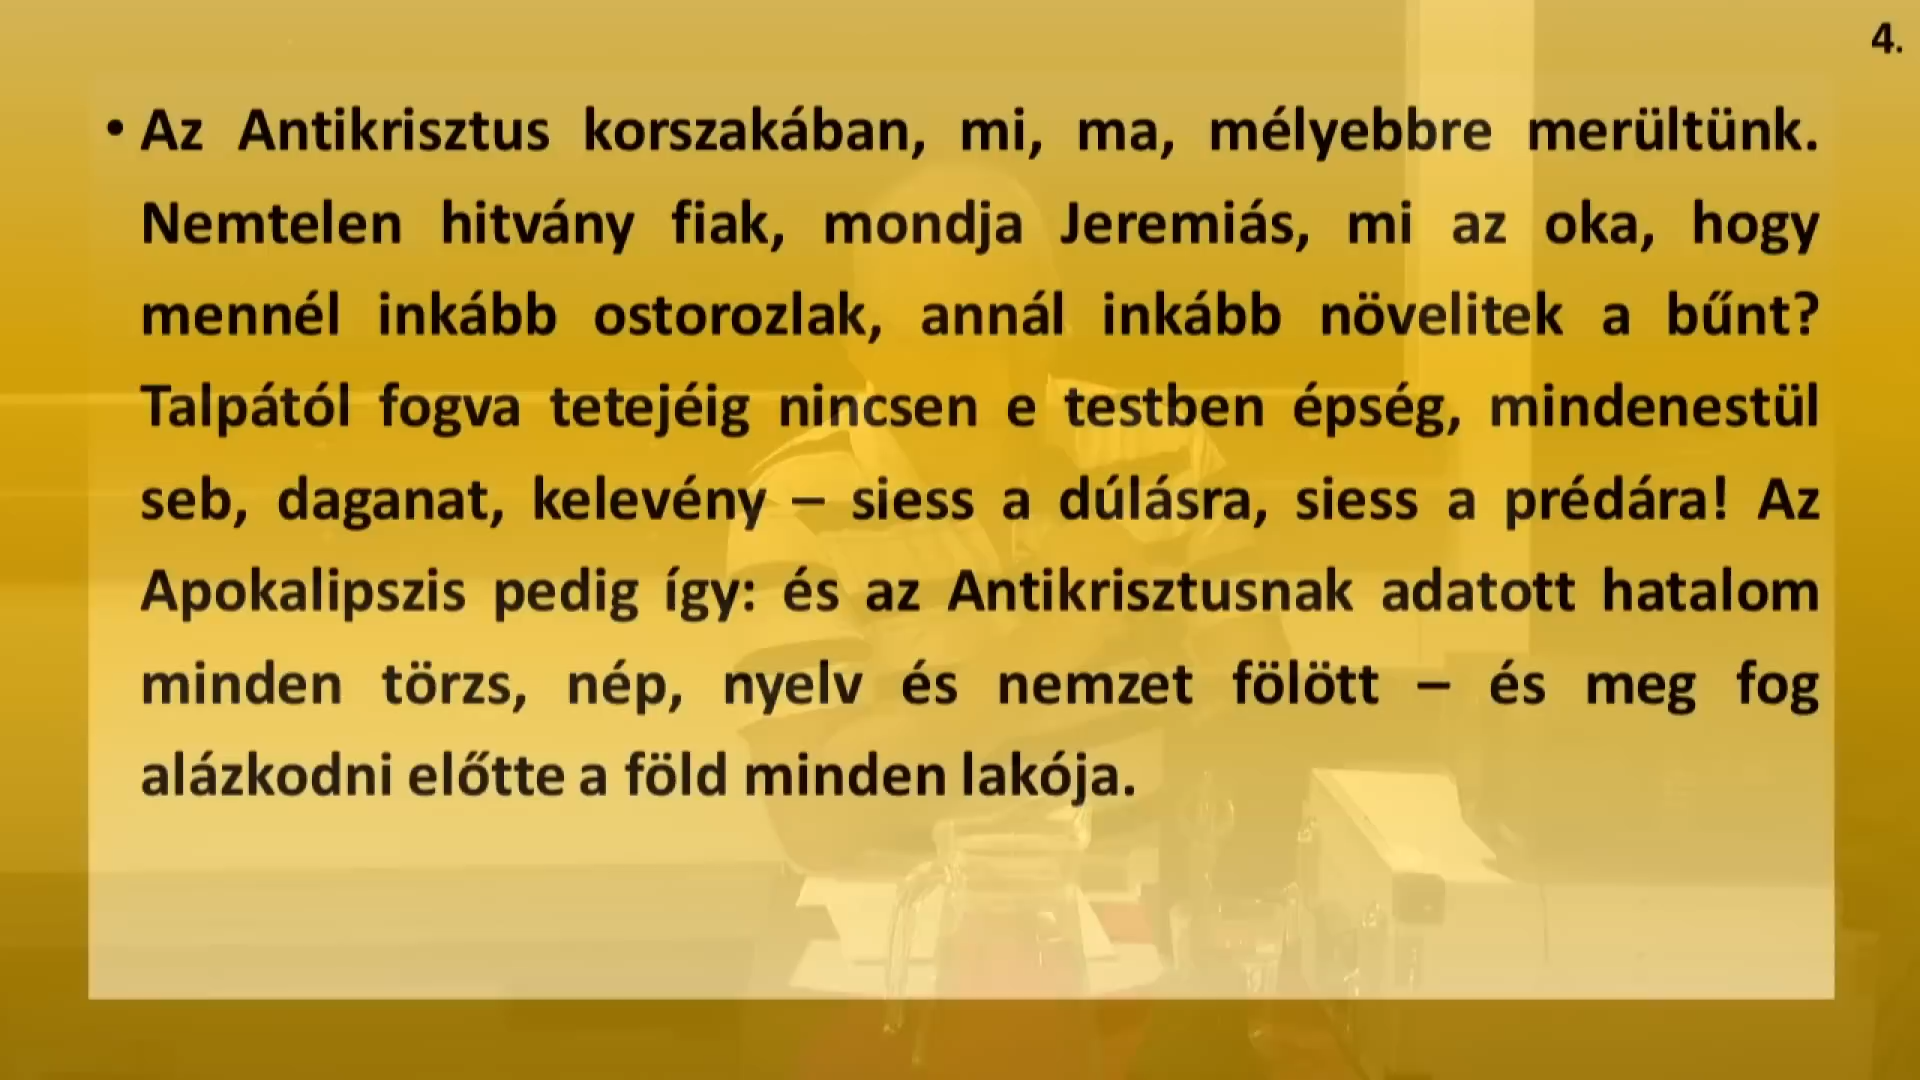 4.
• Az Antikrisztus korszakában, mi, ma, mélyebbre merültünk.
Nemtelen hitvány fiak, mondja Jeremiás, mi az oka, hogy
mennél inkább ostorozlak, annál inkább növelitek a bűnt?
Talpától fogva tetejéig nincsen e testben épség, mindenestül
seb, daganat, kelevény – siess a dúlásra, siess a prédára! Az
Apokalipszis pedig így: és az Antikrisztusnak adatott hatalom
minden törzs, nép, nyelv és nemzet fölött – és meg fog
alázkodni előtte a föld minden lakója.